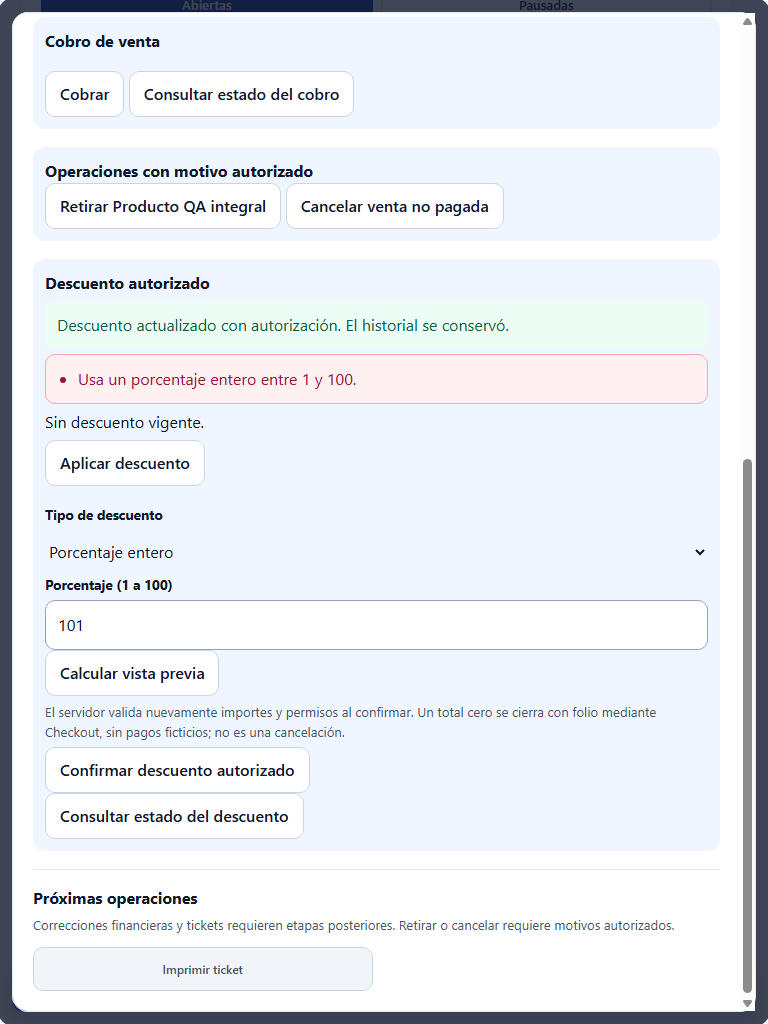 Abiertas
Pausadas
Cobro de venta
Cobrar
Consultar estado del cobro
Operaciones con motivo autorizado
Retirar Producto QA integral
Cancelar venta no pagada
Descuento autorizado
Descuento actualizado con autorización. El historial se conservó.
• Usa un porcentaje entero entre 1 y 100.
Sin descuento vigente.
Aplicar descuento
Tipo de descuento
Porcentaje entero
Porcentaje (1 a 100)
101
Calcular vista previa
El servidor valida nuevamente importes y permisos al confirmar. Un total cero se cierra con folio mediante
Checkout, sin pagos ficticios; no es una cancelación.
Confirmar descuento autorizado
Consultar estado del descuento
Próximas operaciones
Correcciones financieras y tickets requieren etapas posteriores. Retirar o cancelar requiere motivos autorizados.
Imprimir ticket